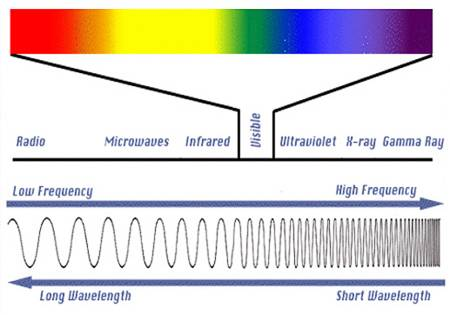 Visible
Radio Microwaves Infrared Ultraviolet X-ray Gamma Ray
Low Frequency High Frequency
Long Wavelength Short Wavelength